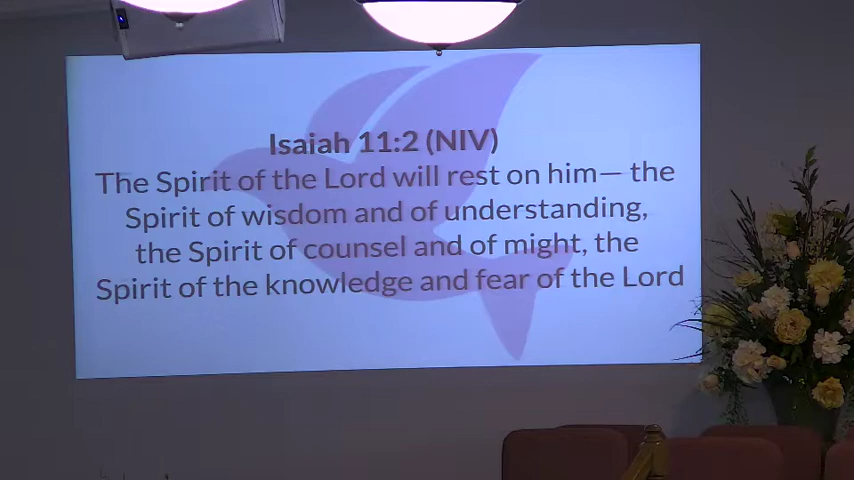 Isaiah 11:2 (NIV)
The Spirit of the Lord will rest on him— the
Spirit of wisdom and of understanding,
the Spirit of counsel and of might, the
Spirit of the knowledge and fear of the Lord